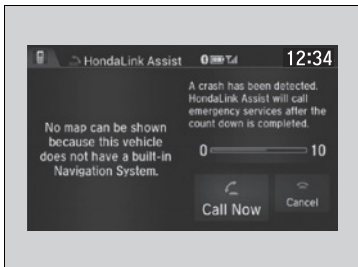 HondaLink Assist
0
12:34
No map can be shown
because this vehicle
does not have a built-in
Navigation System.
A crash has been detected.
HondaLink Assist will call
emergency services after the
count down is completed.
0
10
Call Now
Cancel